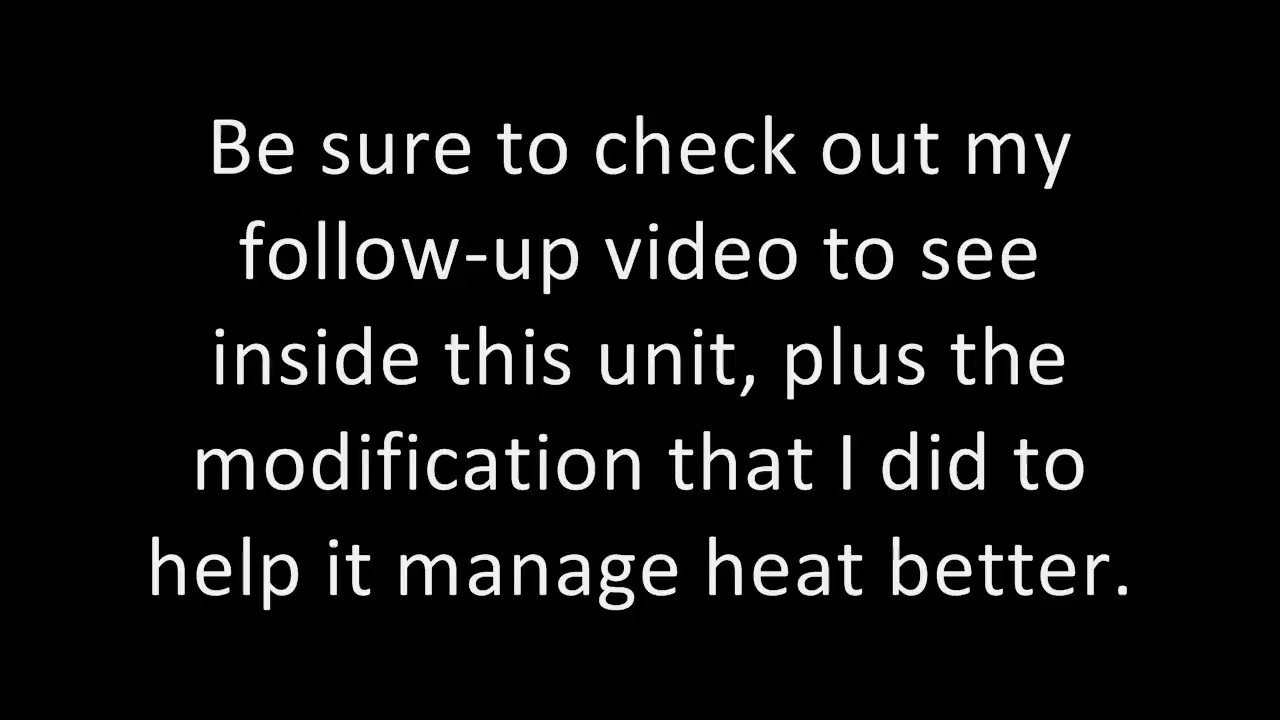 Be sure to check out my
follow-up video to see
inside this unit, plus the
modification that I did to
help it manage heat better.